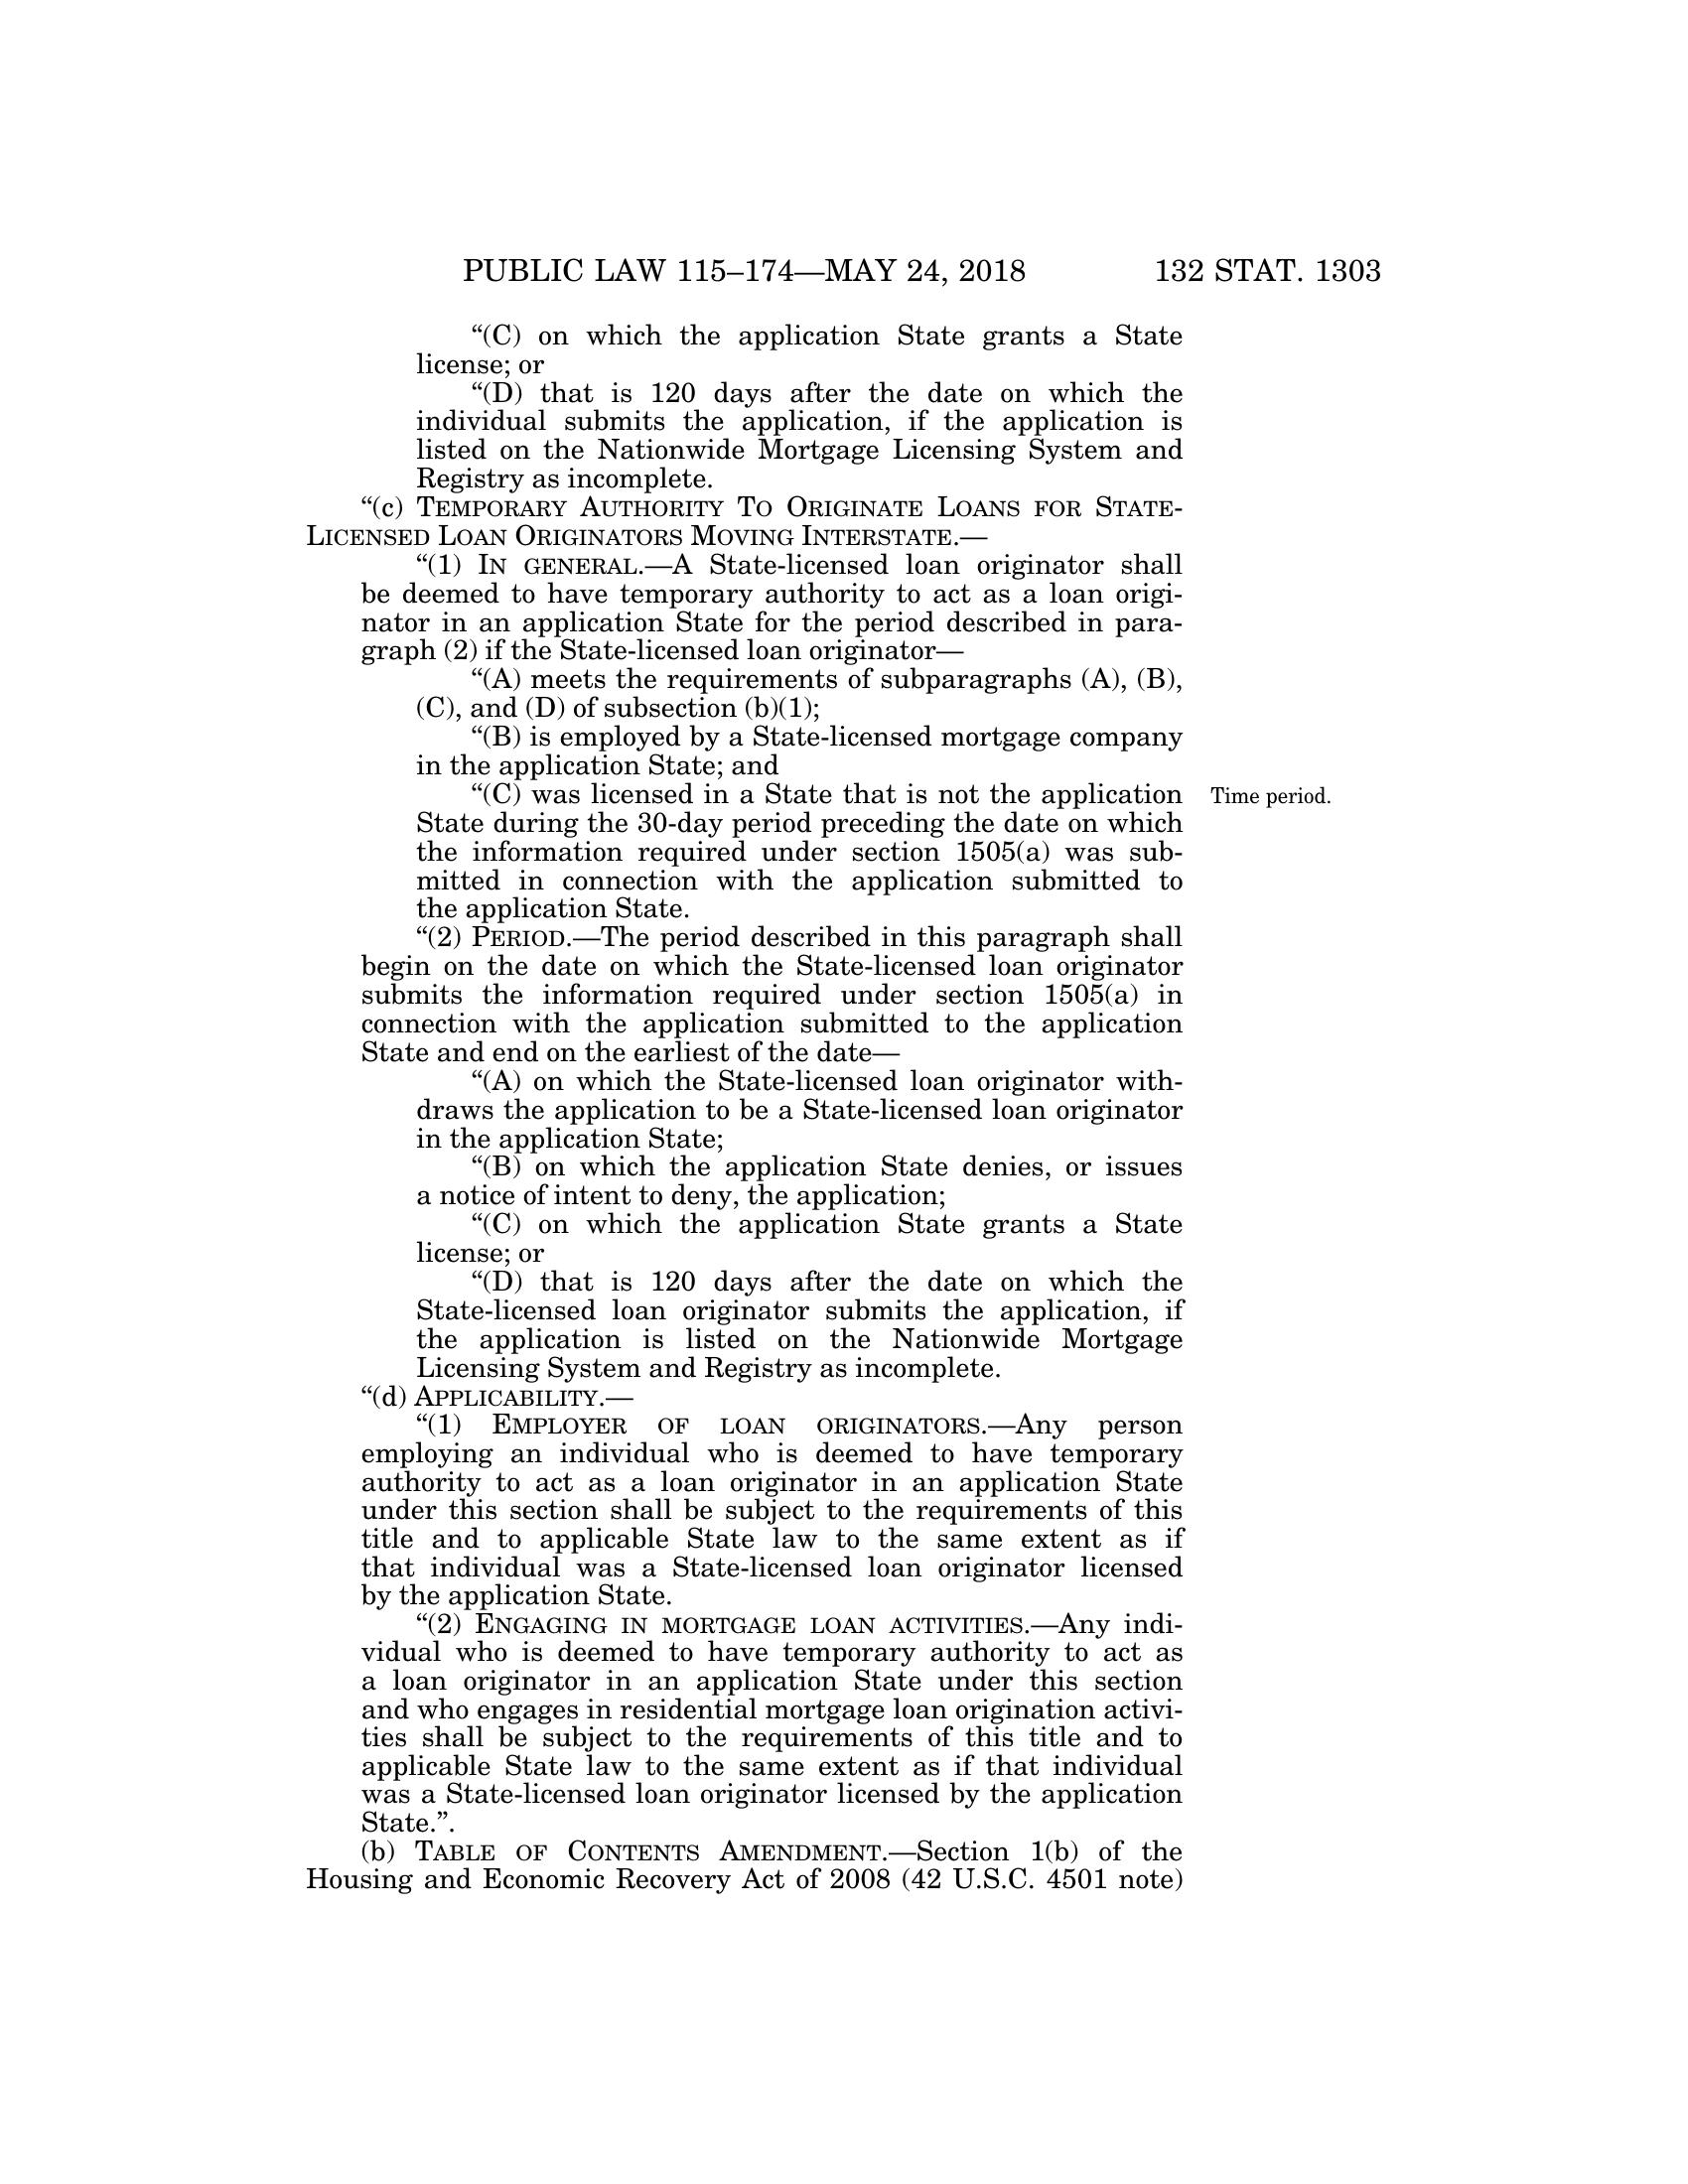 PUBLIC LAW 115–174—MAY 24, 2018 132 STAT. 1303
“(C) on which the application State grants a State
license; or
“(D) that is 120 days after the date on which the
individual submits the application, if the application is
listed on the Nationwide Mortgage Licensing System and
Registry as incomplete.
“(c) TEMPORARY AUTHORITY TO ORIGINATE LOANS FOR STATE-
LICENSED LOAN ORIGINATORS MOVING INTERSTATE.—
“(1) IN GENERAL.—A State-licensed loan originator shall
be deemed to have temporary authority to act as a loan origi-
nator in an application State for the period described in para-
graph (2) if the State-licensed loan originator—
“(A) meets the requirements of subparagraphs (A), (B),
(C), and (D) of subsection (b)(1);
“(B) is employed by a State-licensed mortgage company
in the application State; and
“(C) was licensed in a State that is not the application Time period.
State during the 30-day period preceding the date on which
the information required under section 1505(a) was sub-
mitted in connection with the application submitted to
the application State.
“(2) PERIOD.—The period described in this paragraph shall
begin on the date on which the State-licensed loan originator
submits the information required under section 1505(a) in
connection with the application submitted to the application
State and end on the earliest of the date—
“(A) on which the State-licensed loan originator with-
draws the application to be a State-licensed loan originator
in the application State;
“(B) on which the application State denies, or issues
a notice of intent to deny, the application;
“(C) on which the application State grants a State
license; or
“(D) that is 120 days after the date on which the
State-licensed loan originator submits the application, if
the application is listed on the Nationwide Mortgage
Licensing System and Registry as incomplete.
“(d) APPLICABILITY.—
“(1) EMPLOYER OF LOAN ORIGINATORS.—Any person
employing an individual who is deemed to have temporary
authority to act as a loan originator in an application State
under this section shall be subject to the requirements of this
title and to applicable State law to the same extent as if
that individual was a State-licensed loan originator licensed
by the application State.
“(2) ENGAGING IN MORTGAGE LOAN ACTIVITIES.—Any indi-
vidual who is deemed to have temporary authority to act as
a loan originator in an application State under this section
and who engages in residential mortgage loan origination activi-
ties shall be subject to the requirements of this title and to
applicable State law to the same extent as if that individual
was a State-licensed loan originator licensed by the application
State.”.
(b) TABLE OF CONTENTS AMENDMENT.—Section 1(b) of the
Housing and Economic Recovery Act of 2008 (42 U.S.C. 4501 note)